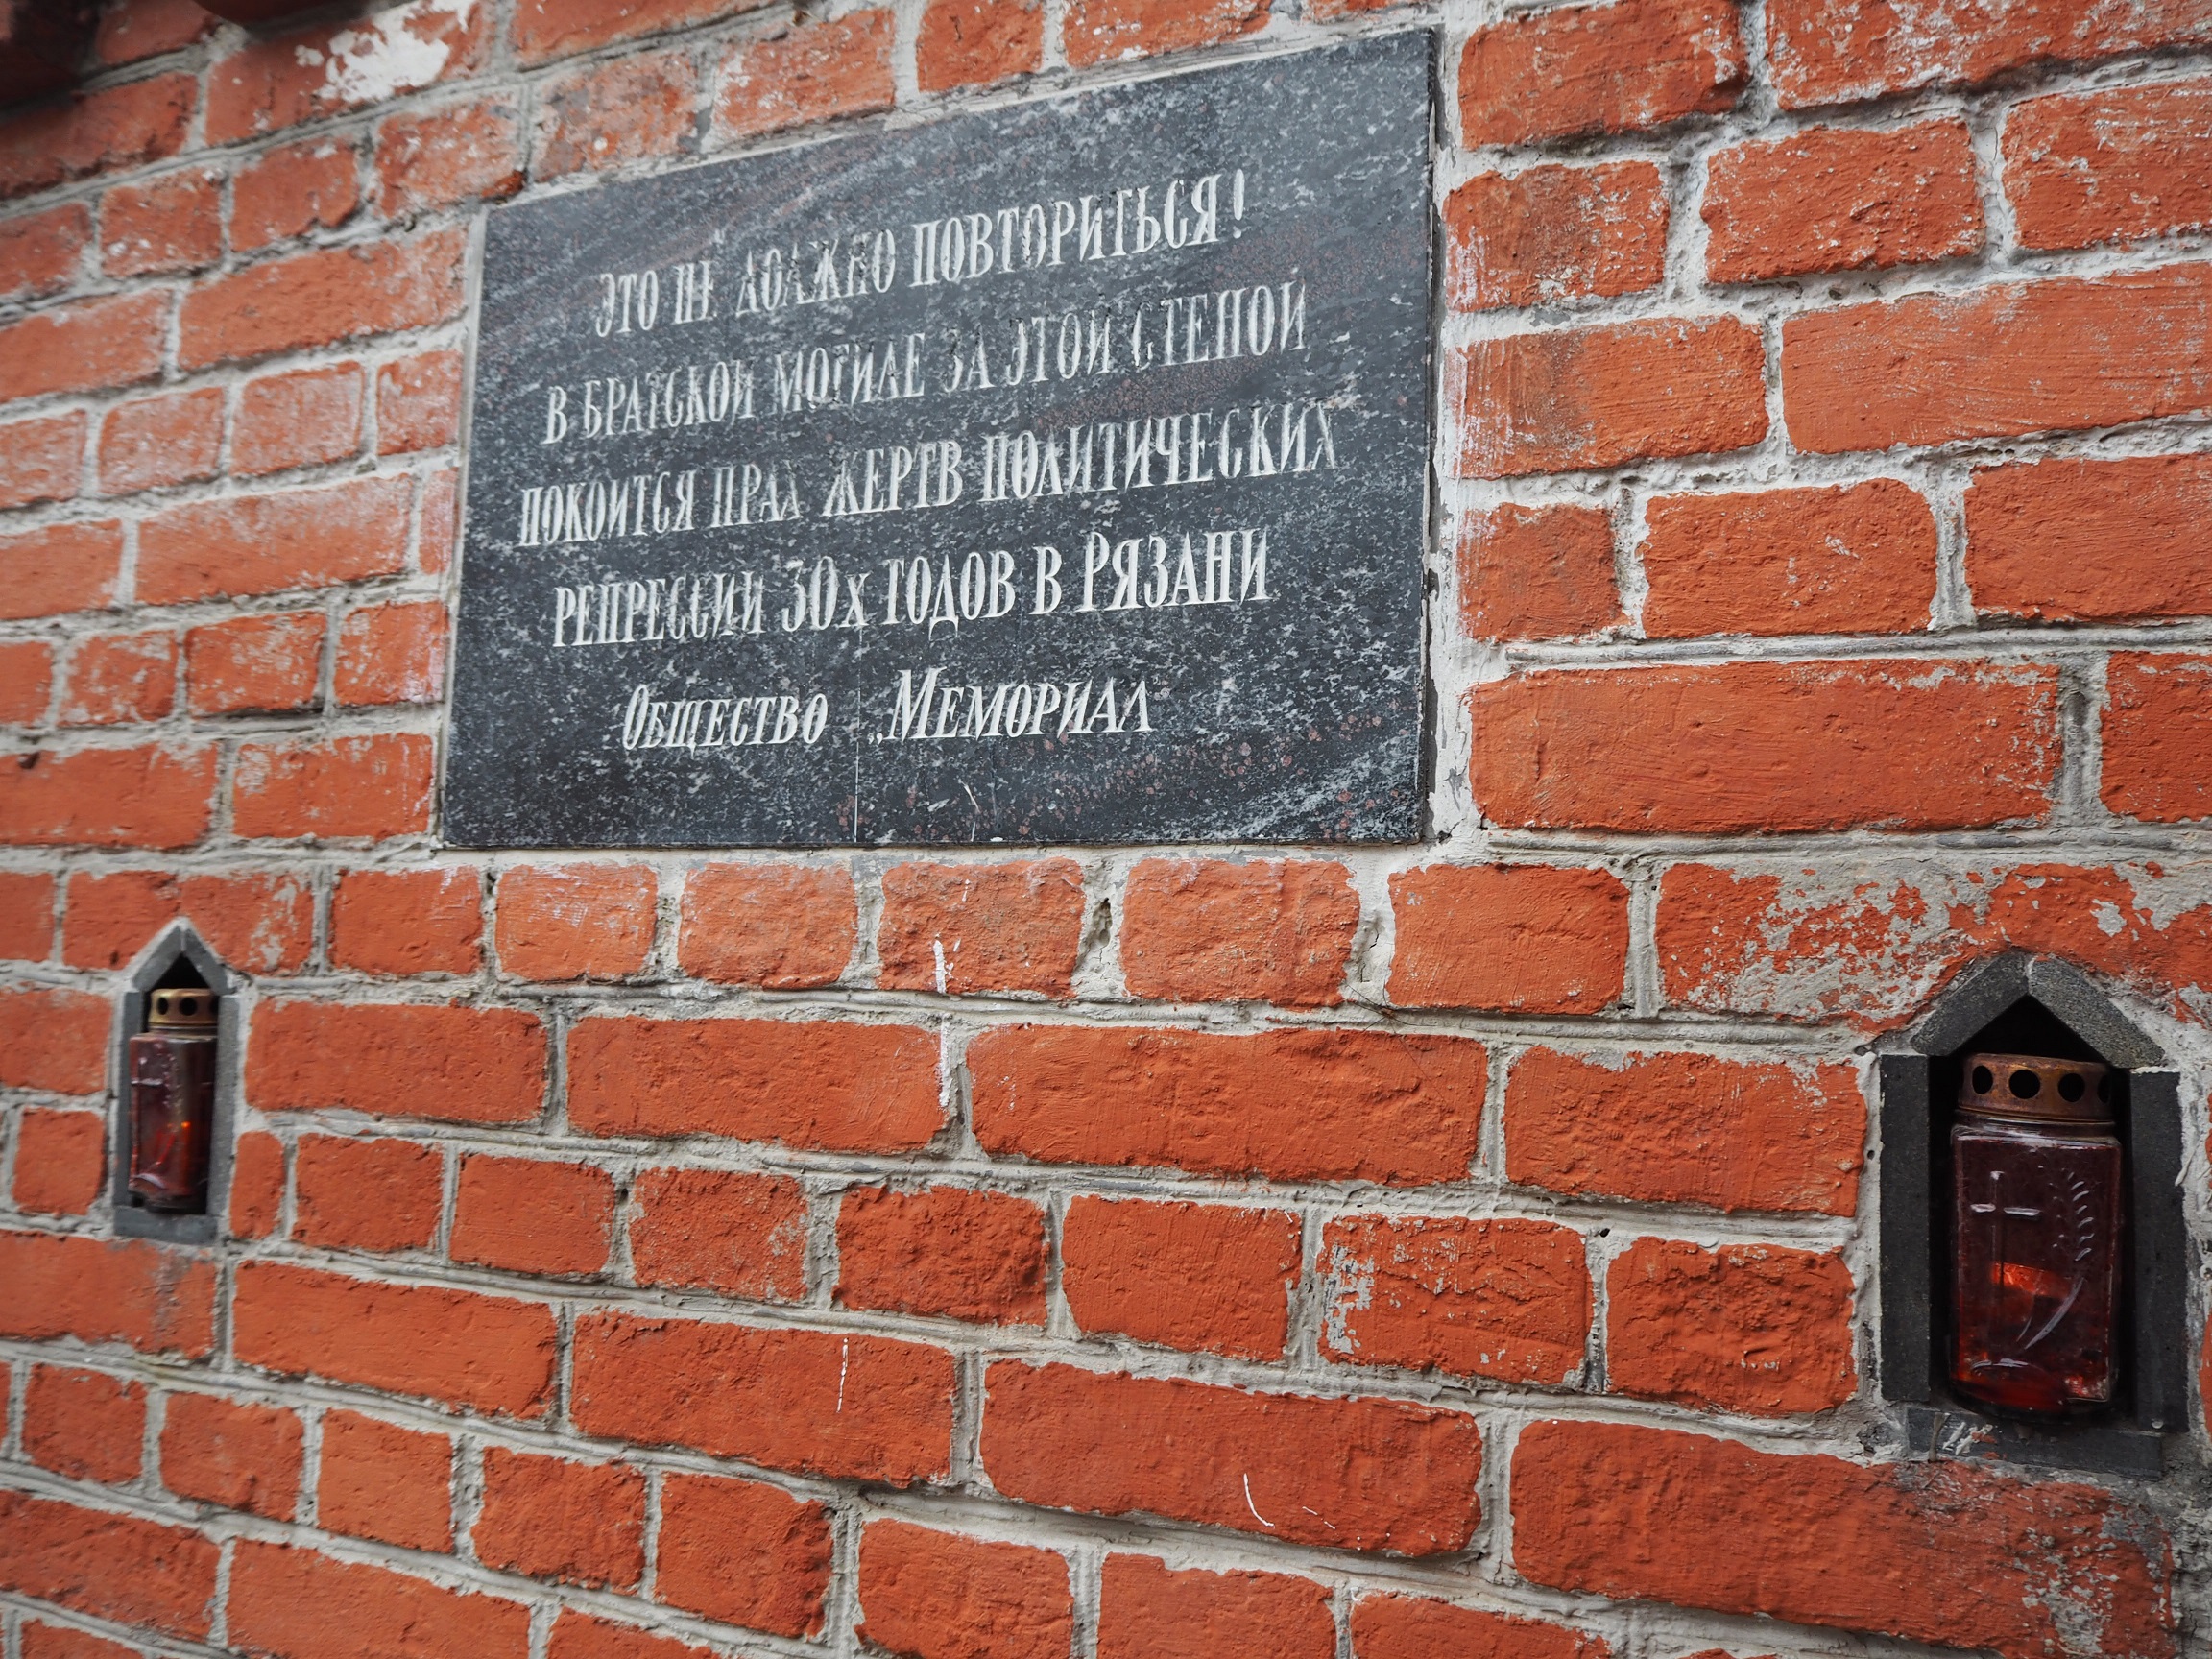 ЭТО НЕ ДОЛЖНО ПОВТОРИТЬСЯ!
В БРАТСКОЙ МОГИЛЕ ЗА ЭТОЙ СТЕНОЙ
ПОКОИТСЯ ПРАХ ЖЕРТВ ПОЛИТИЧЕСКИХ
РЕПРЕССИЙ 30х ГОДОВ В РЯЗАНИ
ОБЩЕСТВО „МЕМОРИАЛ